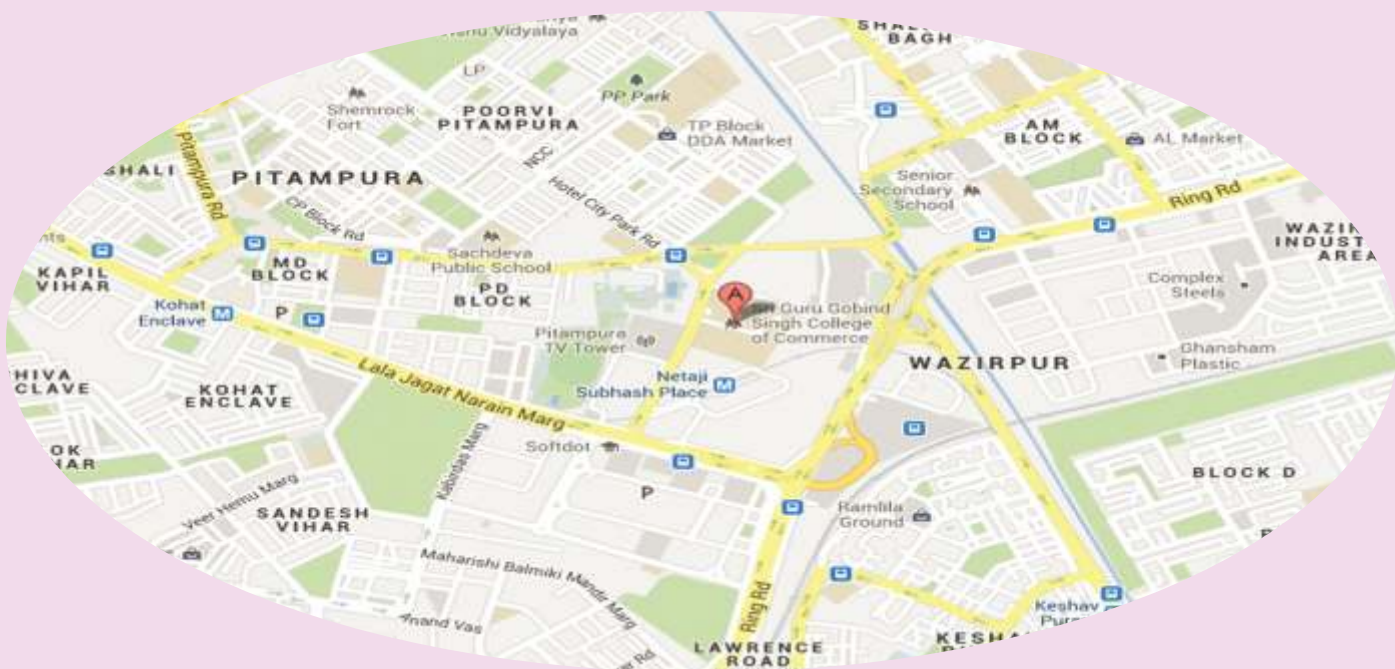 Vidyalaya
BAGH
LP
Shemrock
Fort
POORVI
PITAMPURA
PP Park
TP Block
DDA Market
AM
BLOCK
AL Market
NCC
PITAMPURA
Pitampura Rd
CP Block Rd
Hotel City Park Rd
Senior
Secondary
School
Ring Rd
Sachdeva
Public School
MD
BLOCK
PD
BLOCK
KAPIL
VIHAR
Kohat
Enclave
P
A
Guru Gobind
Singh College
of Commerce
Pitampura
TV Tower
Complex
Steels
AREA
WAZIRPUR
Ghansham
Plastic
Netaji
Subhash Place
Lala Jagat Narain Marg
KOHAT
ENCLAVE
Softdot
Kabirdas Marg
P
BLOCK D
Veer Hemu Marg
SANDESH
VIHAR
Ramlila
Ground
Maharishi Balmiki Mandir Marg
Anand Vas
Ring Rd
Keshav
LAWRENCE
ROAD